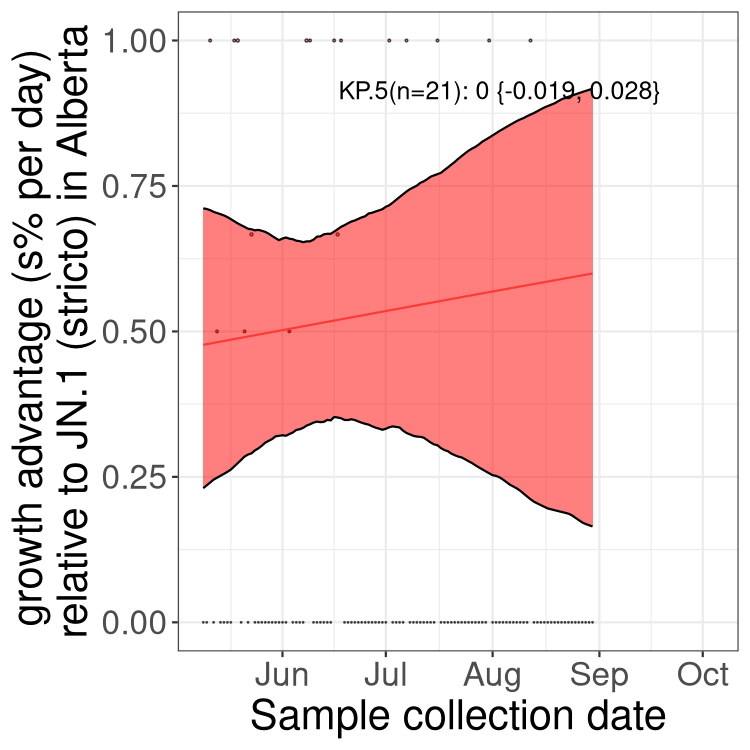 growth advantage (s% per day)
relative to JN.1 (stricto) in Alberta
1.00
0.75
0.50
0.25
0.00
KP.5(n=21): 0 {-0.019, 0.028}
Jun Jul Aug Sep Oct
Sample collection date